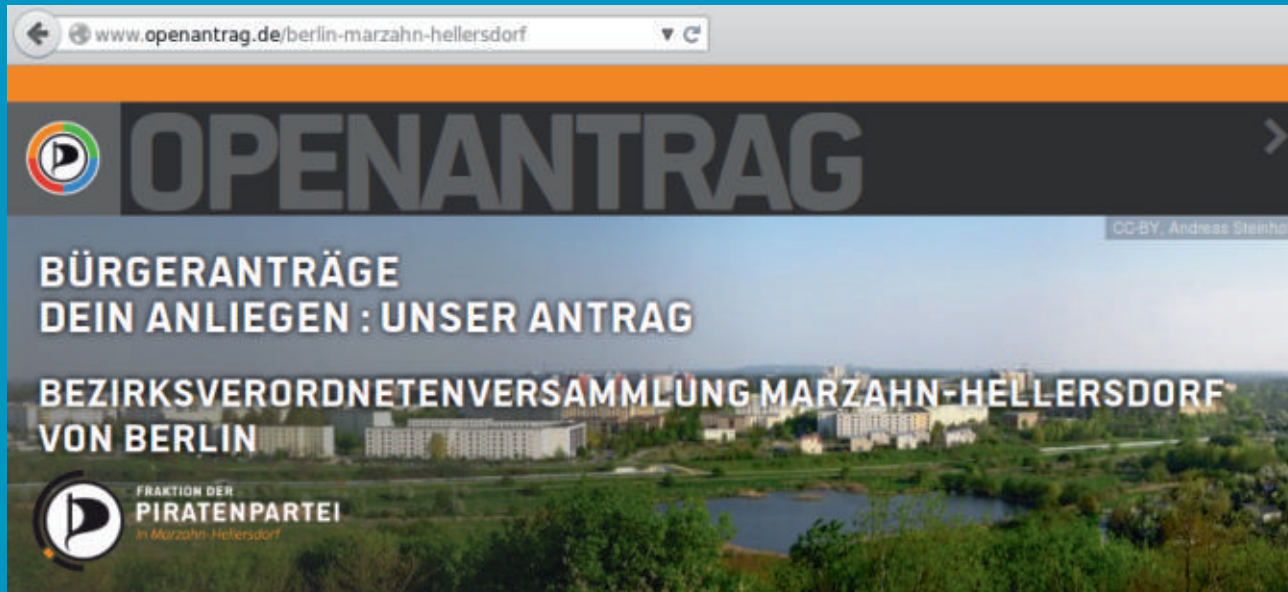 www.openantrag.de/berlin-marzahn-hellersdorf
OPENANTRAG
CC-BY, Andreas
BÜRGERANTRÄGE
DEIN ANLIEGEN : UNSER ANTRAG
BEZIRKSVERORDNETENVERSAMMLUNG MARZAHN-HELLERSDORF
VON BERLIN
FRAKTION DER
PIRATENPARTEI
in Marzahn-Hellersdorf